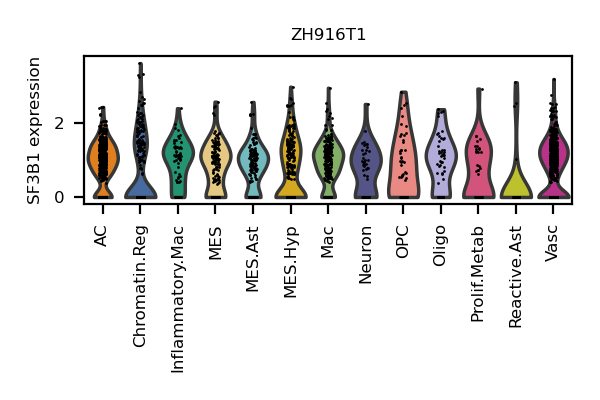 ZH916T1
SF3B1 expression
2
0
AC
Chromatin.Reg
Inflammatory.Mac
MES
MES.Ast
MES.Hyp
Mac
Neuron
OPC
Oligo
Prolif.Metab
Reactive.Ast
Vasc